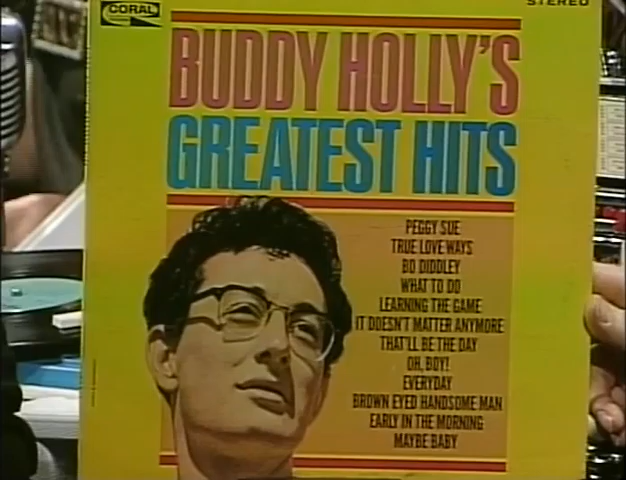 CORAL
STEREO
BUDDY HOLLY'S
GREATEST HITS
PEGGY SUE
TRUE LOVE WAYS
BO DIDDLEY
WHAT TO DO
LEARNING THE GAME
IT DOESN'T MATTER ANYMORE
THAT'LL BE THE DAY
OH, BOY!
EVERYDAY
BROWN EYED HANDSOME MAN
EARLY IN THE MORNING
MAYBE BABY